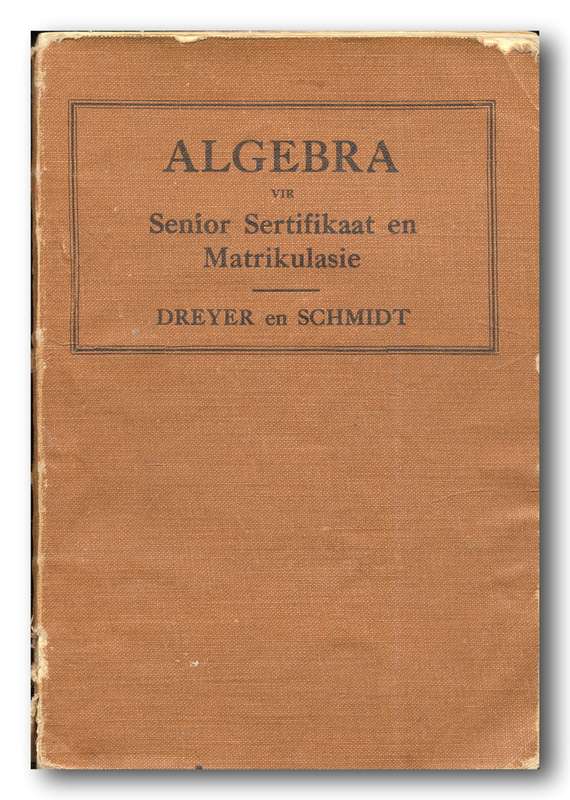 ALGEBRA
VIR
Senior Sertifikaat en
Matrikulasie
DREYER en SCHMIDT